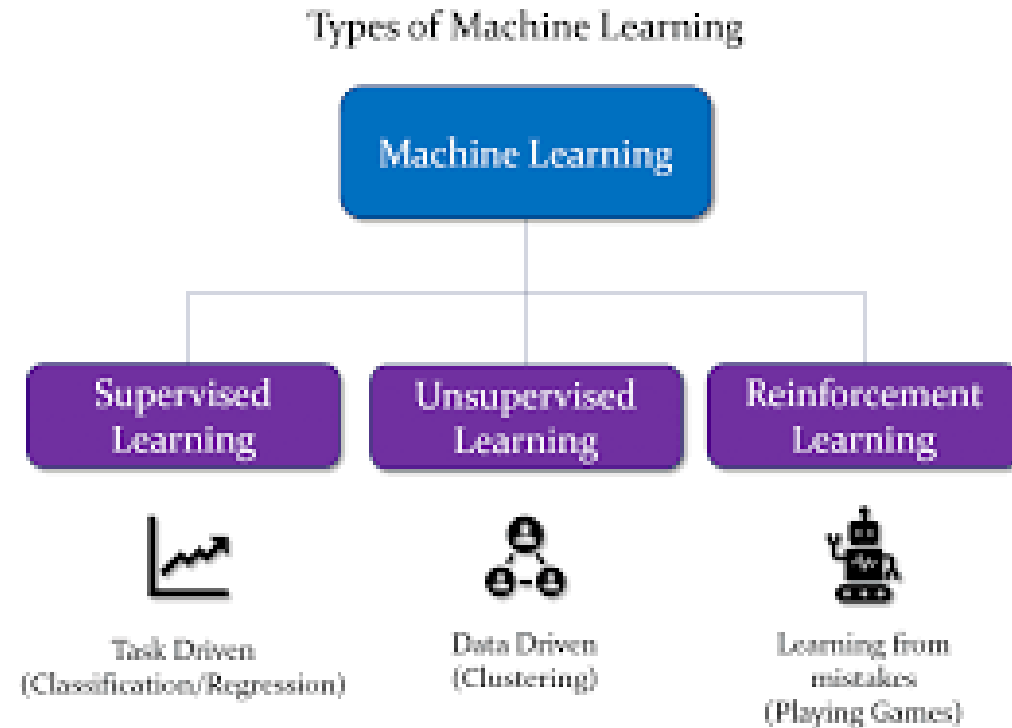 Types of Machine Learning
Machine Learning
Supervised
Learning
Unsupervised
Learning
Reinforcement
Learning
Task Driven
(Classification/Regression)
Data Driven
(Clustering)
Learning from
mistakes
(Playing Games)